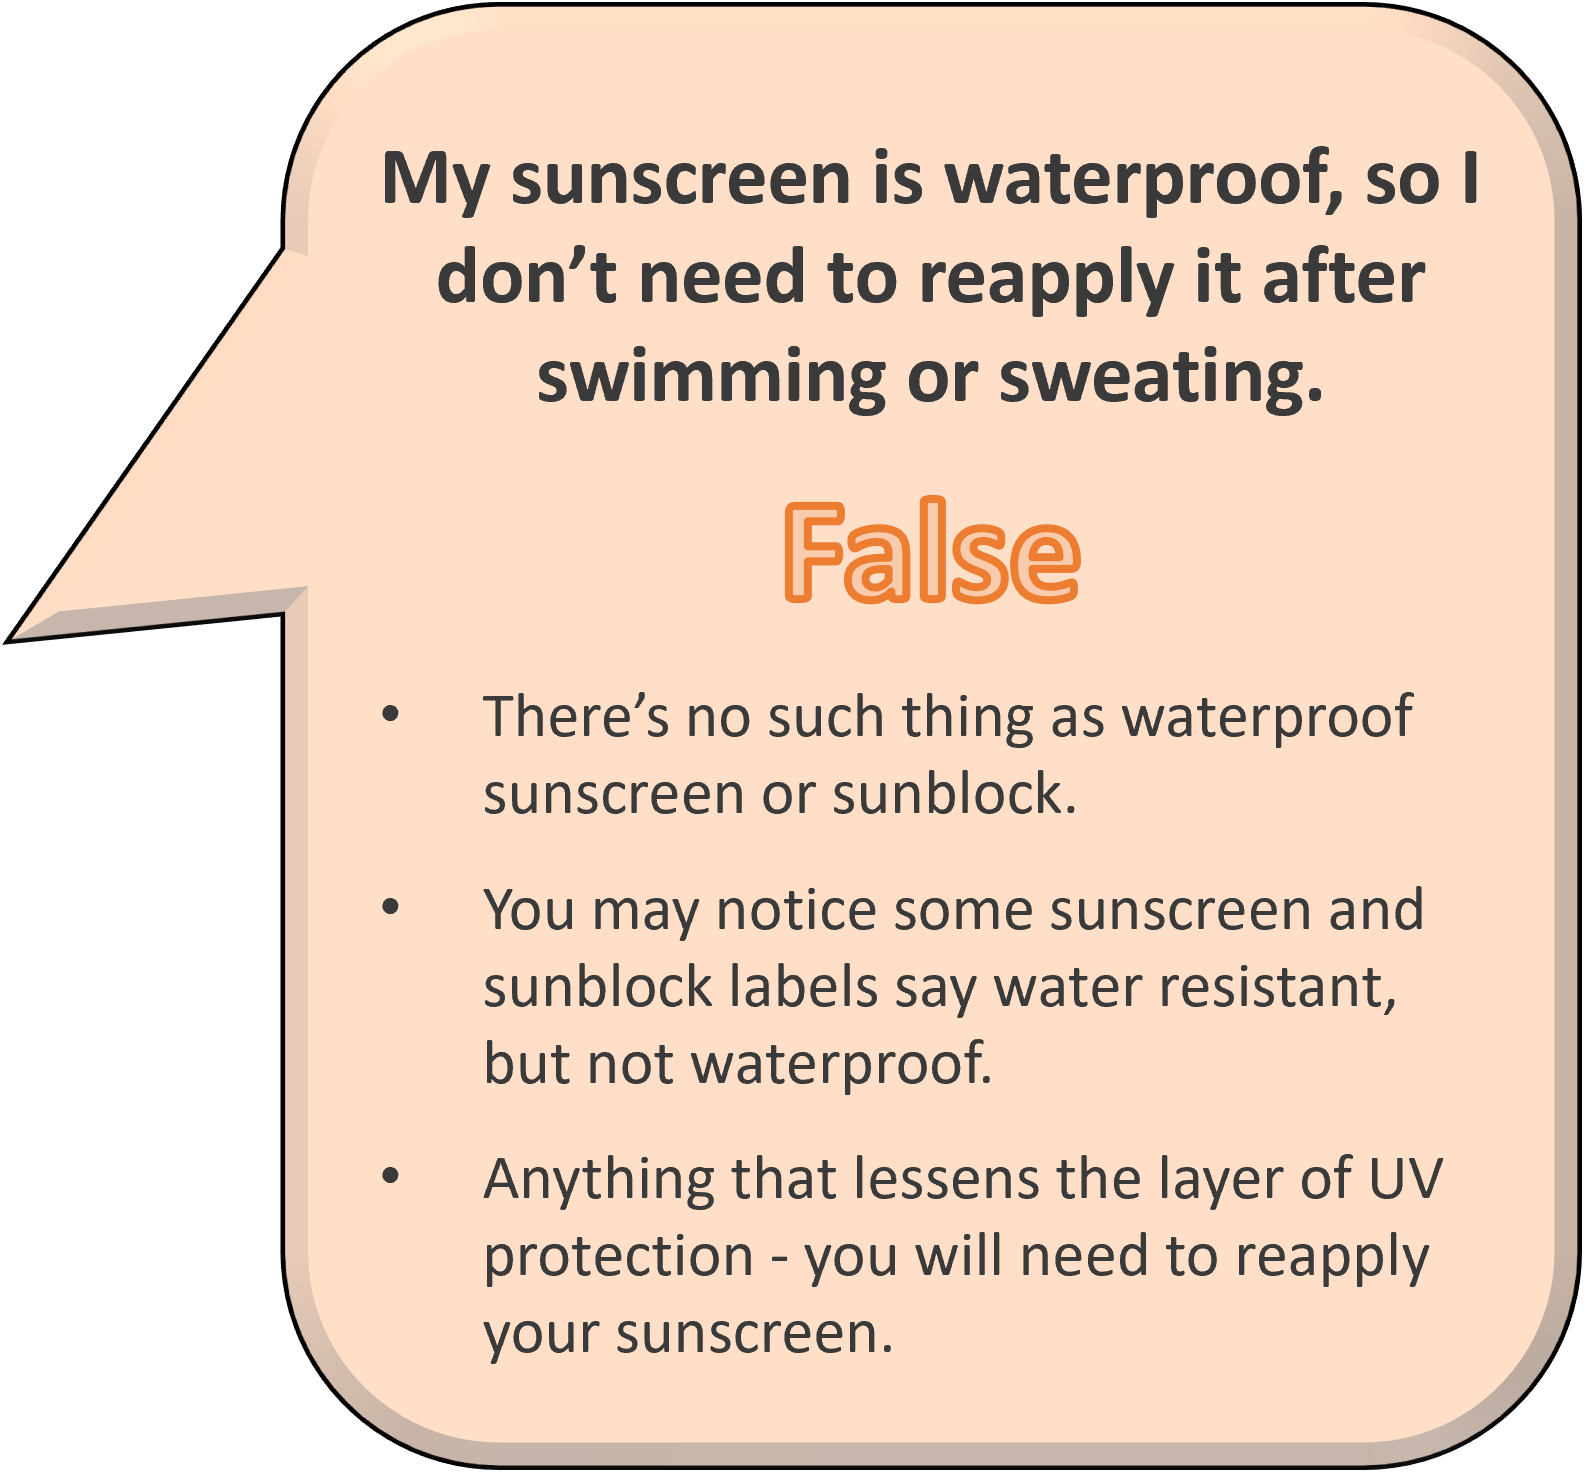 My sunscreen is waterproof, so I
don’t need to reapply it after
swimming or sweating.
False
• There’s no such thing as waterproof
sunscreen or sunblock.
• You may notice some sunscreen and
sunblock labels say water resistant,
but not waterproof.
• Anything that lessens the layer of UV
protection - you will need to reapply
your sunscreen.